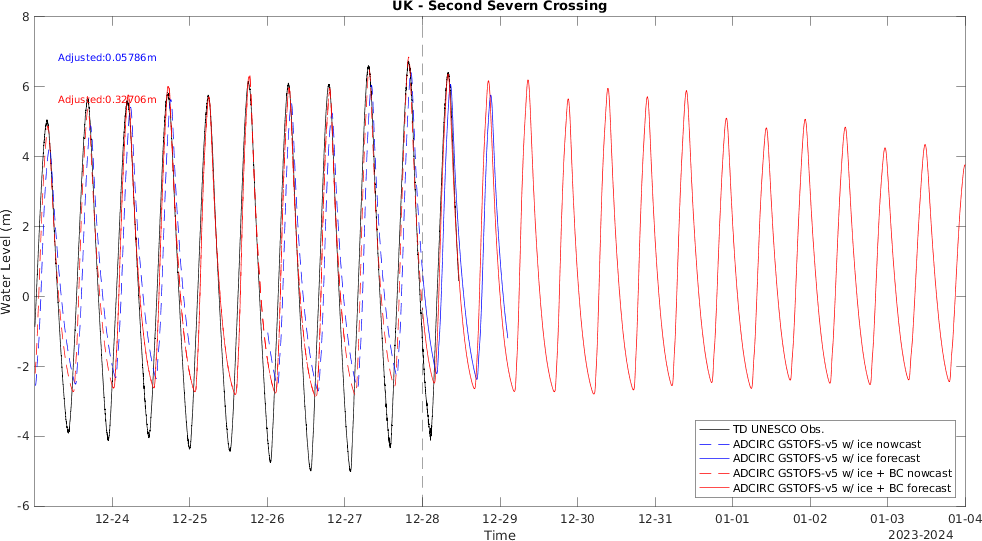 UK - Second Severn Crossing
8
6
4
2
0
-2
-4
-6
Water Level (m)
Adjusted:0.05786m
Adjusted:0.32706m
TD UNESCO Obs.
ADCIRC GSTOFS-v5 w/ ice nowcast
ADCIRC GSTOFS-v5 w/ ice forecast
ADCIRC GSTOFS-v5 w/ ice + BC nowcast
ADCIRC GSTOFS-v5 w/ ice + BC forecast
12-24 12-25 12-26 12-27 12-28 12-29 12-30 12-31 01-01 01-02 01-03 01-04
Time
2023-2024